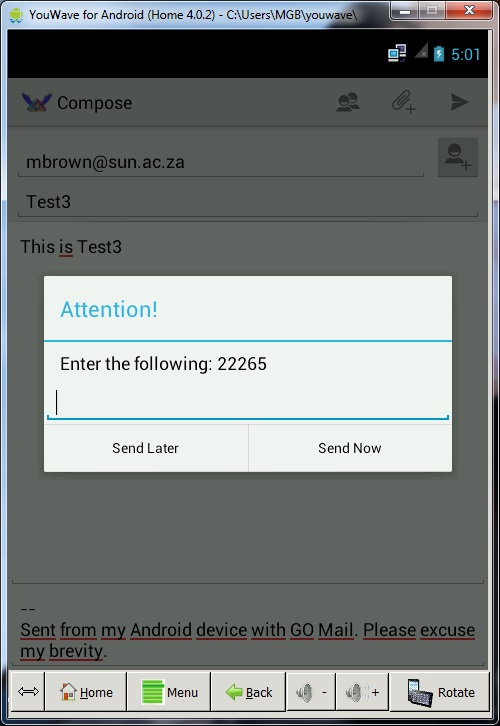 YouWave for Android (Home 4.0.2) - C:\Users\MGB\youwave\
5:01
Compose
mbrown@sun.ac.za
Test3
This is Test3
Attention!
Enter the following: 22265
Send Later Send Now
--
Sent from my Android device with GO Mail. Please excuse
my brevity.
Home Menu Back - + Rotate